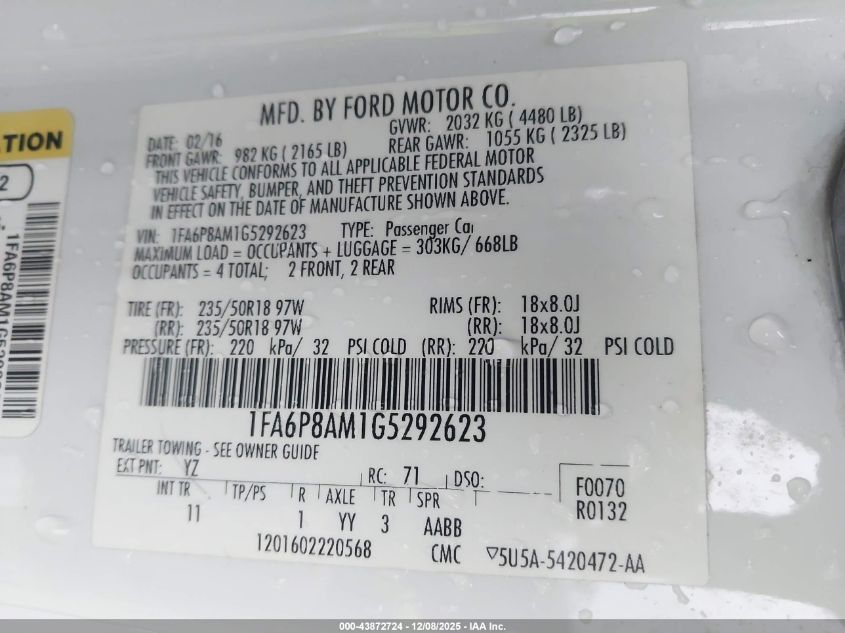 MFD. BY FORD MOTOR CO.
DATE: 02/16 GVWR: 2032 KG ( 4480 LB)
FRONT GAWR: 982 KG ( 2165 LB) REAR GAWR: 1055 KG ( 2325 LB)
THIS VEHICLE CONFORMS TO ALL APPLICABLE FEDERAL MOTOR
VEHICLE SAFETY, BUMPER, AND THEFT PREVENTION STANDARDS
IN EFFECT ON THE DATE OF MANUFACTURE SHOWN ABOVE.
VIN: 1FA6P8AM1G5292623 TYPE: Passenger Car
MAXIMUM LOAD = OCCUPANTS + LUGGAGE = 303KG/ 668LB
OCCUPANTS = 4 TOTAL; 2 FRONT, 2 REAR
TIRE (FR): 235/50R18 97W RIMS (FR): 18x8.0J
(RR): 235/50R18 97W (RR): 18x8.0J
PRESSURE (FR): 220 kPa/ 32 PSI COLD (RR): 220 kPa/ 32 PSI COLD
1FA6P8AM1G5292623
TRAILER TOWING - SEE OWNER GUIDE
EXT PNT: YZ RC: 71 DSO:
INT TR TP/PS R AXLE TR SPR
11 1 YY 3 AABB
F0070
R0132
1201602220568 CMC ▽5U5A-5420472-AA
TION
2
000-43872724 - 12/08/2025 - IAA Inc.